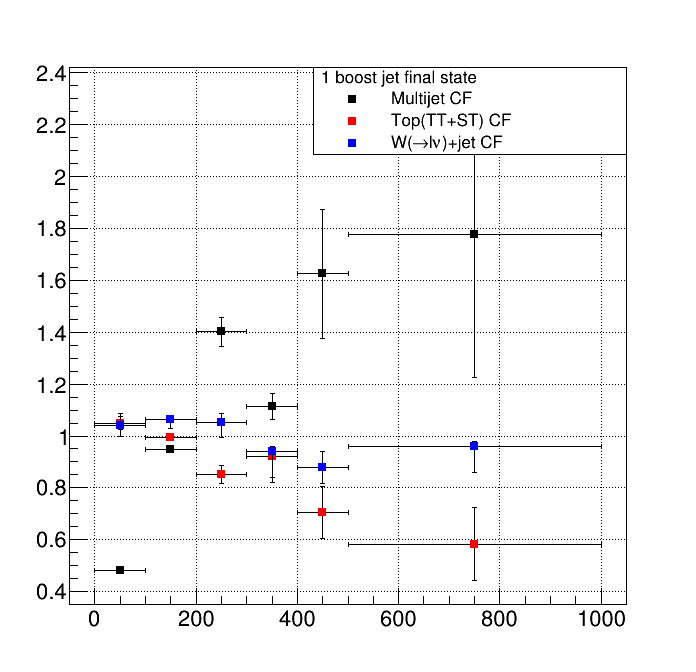 1 boost jet final state
Multijet CF
Top(TT+ST) CF
W(→lν)+jet CF
2.4
2.2
2
1.8
1.6
1.4
1.2
1
0.8
0.6
0.4
0 200 400 600 800 1000